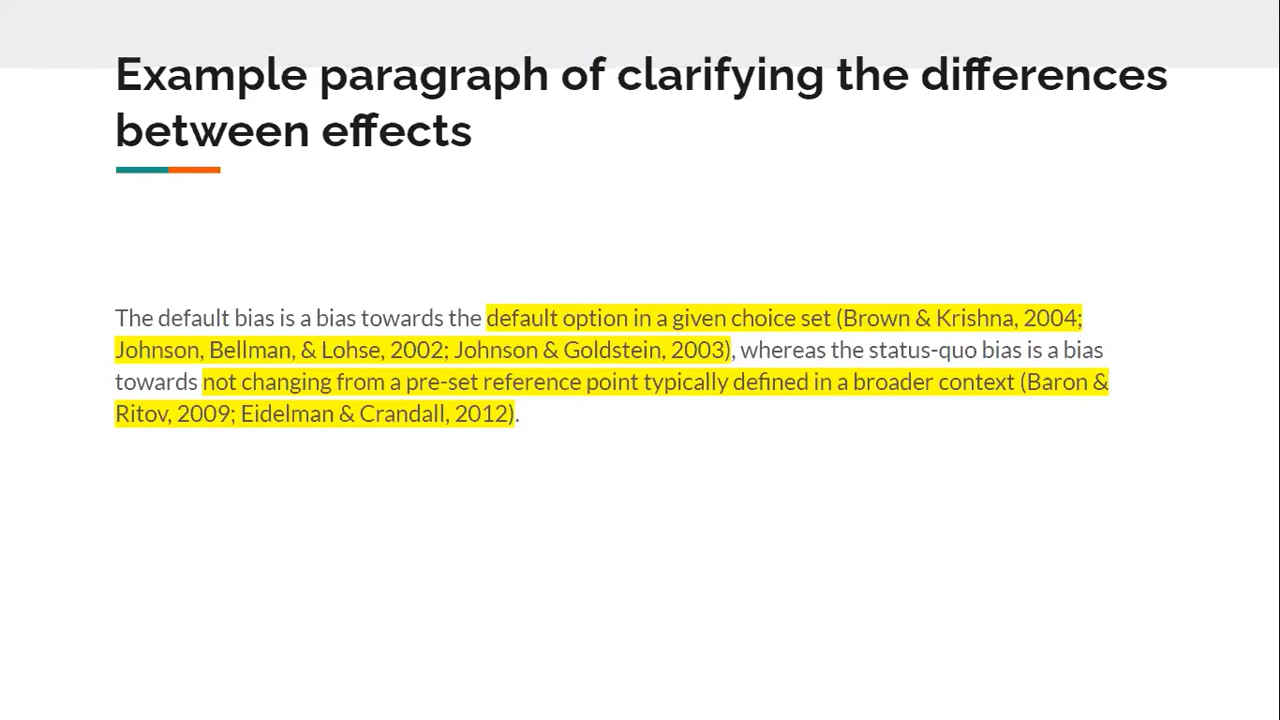 Example paragraph of clarifying the differences
between effects
The default bias is a bias towards the default option in a given choice set (Brown & Krishna, 2004;
Johnson, Bellman, & Lohse, 2002; Johnson & Goldstein, 2003), whereas the status-quo bias is a bias
towards not changing from a pre-set reference point typically defined in a broader context (Baron &
Ritov, 2009; Eidelman & Crandall, 2012).